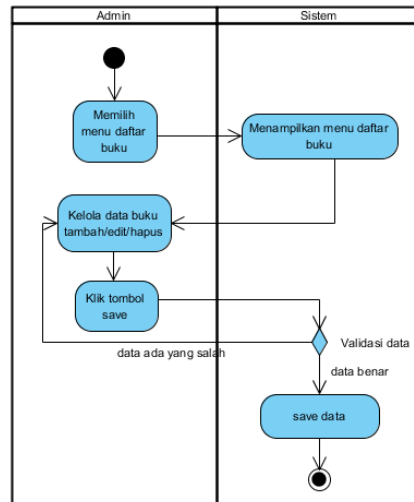 Admin
Sistem
Memilih
menu daftar
buku
Menampilkan menu daftar
buku
Kelola data buku
tambah/edit/hapus
Klik tombol
save
Validasi data
data ada yang salah
data benar
save data